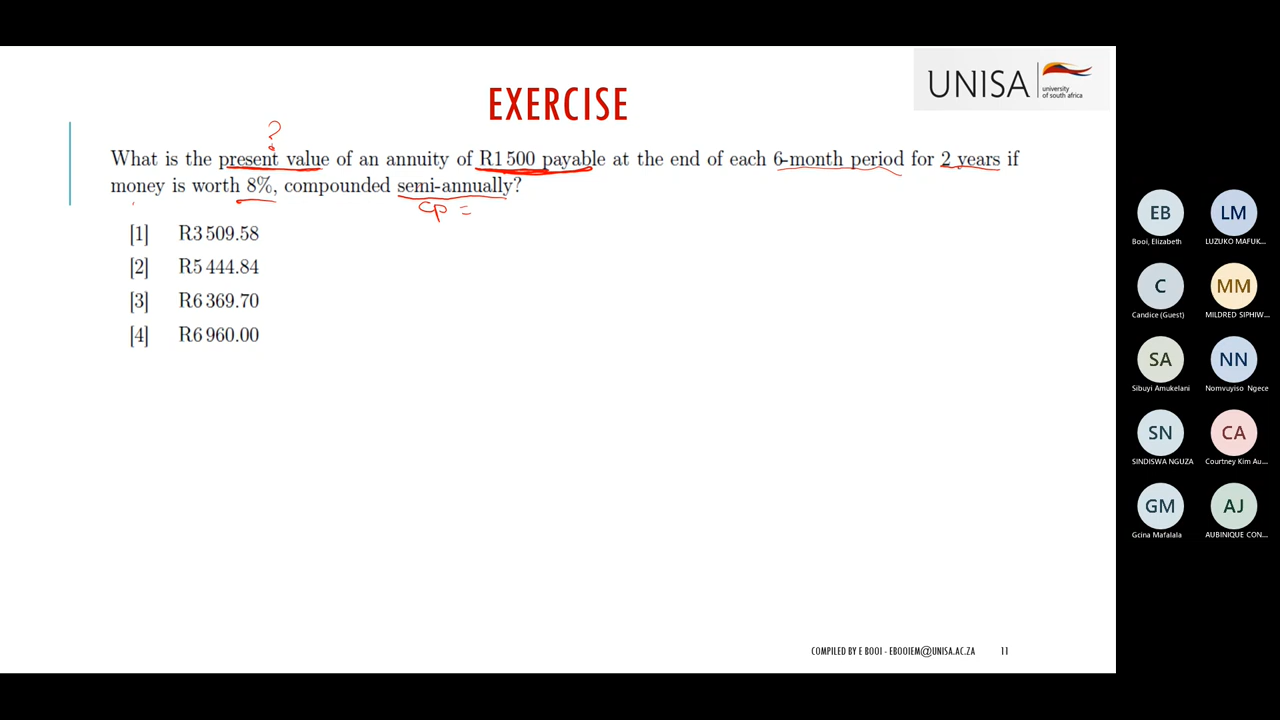 UNISA
university
of south africa
EXERCISE
?
What is the present value of an annuity of R1 500 payable at the end of each 6-month period for 2 years if
money is worth 8%, compounded semi-annually?
CP =
[1] R3 509.58
[2] R5 444.84
[3] R6 369.70
[4] R6 960.00
COMPILED BY E BOOI - EBOOIEM@UNISA.AC.ZA 11
EB LM
Booi, Elizabeth LUZUKO MAFUK...
C MM
Candice (Guest) MILDRED SIPHIW...
SA NN
Sibuyi Amukelani Nomvuyiso Ngece
SN CA
SINDISWA NGUZA Courtney Kim Au...
GM AJ
Gcina Mafalala AUBINIQUE CON...